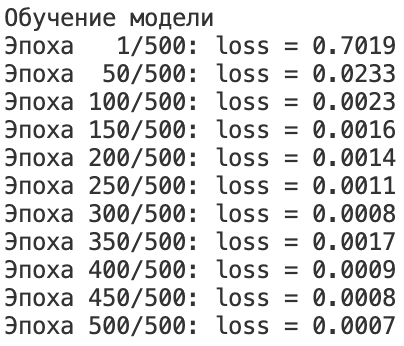 Обучение модели
Эпоха   1/500: loss = 0.7019
Эпоха  50/500: loss = 0.0233
Эпоха 100/500: loss = 0.0023
Эпоха 150/500: loss = 0.0016
Эпоха 200/500: loss = 0.0014
Эпоха 250/500: loss = 0.0011
Эпоха 300/500: loss = 0.0008
Эпоха 350/500: loss = 0.0017
Эпоха 400/500: loss = 0.0009
Эпоха 450/500: loss = 0.0008
Эпоха 500/500: loss = 0.0007